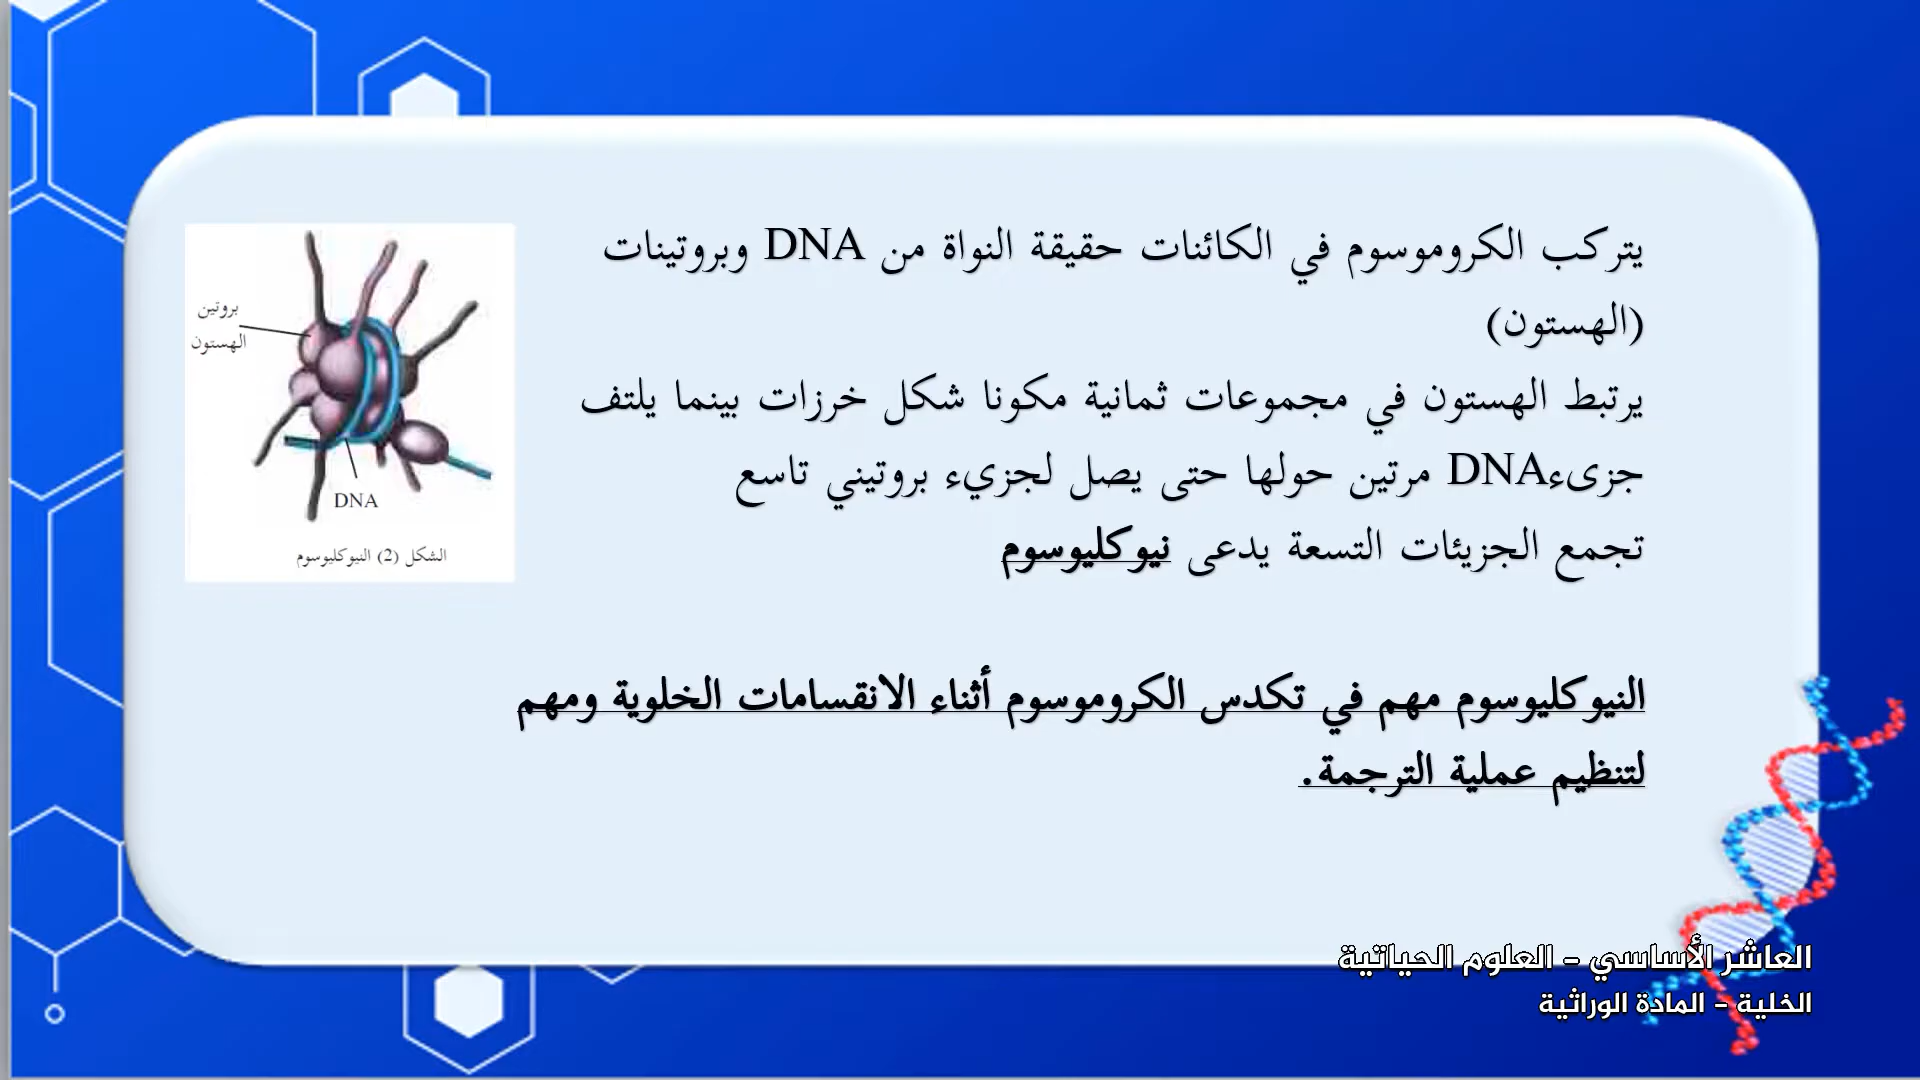 يتركب الكروموسوم في الكائنات حقيقة النواة من DNA وبروتينات
(الهستون)
يرتبط الهستون في مجموعات ثمانية مكونا شكل خرزات بينما يلتف
جزىءDNA مرتين حولها حتى يصل لجزيء بروتيني تاسع
تجمع الجزيئات التسعة يدعى نيوكليوسوم
النيوكليوسوم مهم في تكدس الكروموسوم أثناء الانقسامات الخلوية ومهم
لتنظيم عملية الترجمة.
بروتين
الهستون
DNA
الشكل (2) النيوكليوسوم
العاشر الأساسي - العلوم الحياتية
الخلية - المادة الوراثية